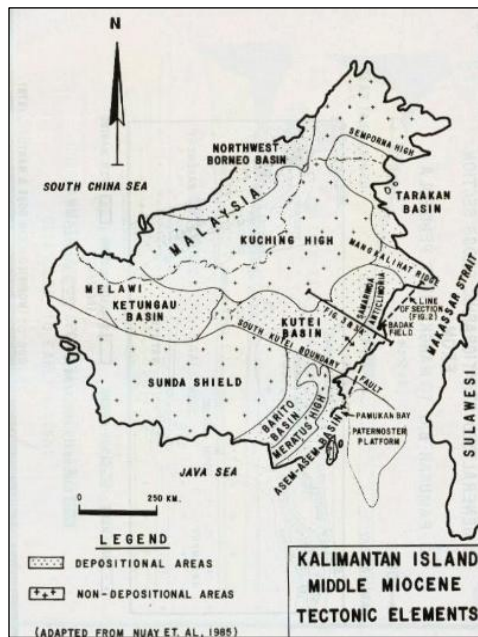 N
NORTHWEST
BORNEO BASIN
SEMPORNA HIGH
SOUTH CHINA SEA
TARAKAN
BASIN
MALAYSIA
KUCHING HIGH
MANGKALIHAT RIDGE
MELAWI
KETUNGAU
BASIN
SAMARINDA
ANTICLINORIA
LINE
OF SECTION
(FIG.2)
BADAK
FIELD
MAKASSAR STRAIT
KUTEI
BASIN
SOUTH KUTEI BOUNDARY
FAULT
SUNDA SHIELD
BARITO
BASIN
MERATUS HIGH
ASEM-ASEM BASIN
PAMUKAN BAY
PATERNOSTER
PLATFORM
SULAWESI
JAVA SEA
0 250 KM.
LEGEND
DEPOSITIONAL AREAS
NON-DEPOSITIONAL AREAS
(ADAPTED FROM NUAY ET. AL, 1985)
KALIMANTAN ISLAND
MIDDLE MIOCENE
TECTONIC ELEMENTS